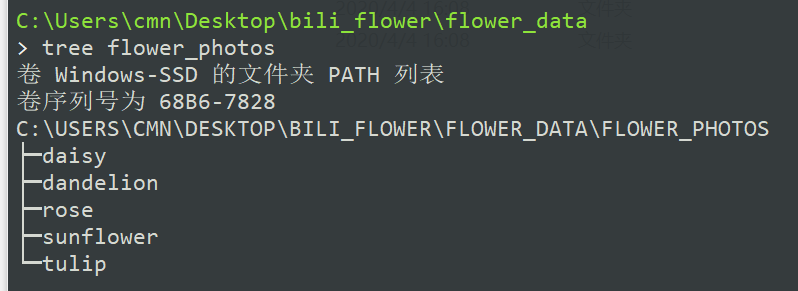 C:\Users\cmn\Desktop\bili_flower\flower_data
> tree flower_photos
卷 Windows-SSD 的文件夹 PATH 列表
卷序列号为 68B6-7828
C:\USERS\CMN\DESKTOP\BILI_FLOWER\FLOWER_DATA\FLOWER_PHOTOS
├─daisy
├─dandelion
├─rose
├─sunflower
└─tulip